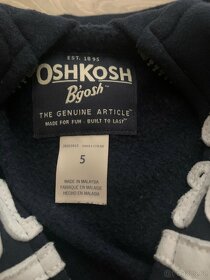 EST. 1895
OSHKOSH
B'gosh
THE GENUINE ARTICLE
MADE FOR FUN - BUILT TO LAST
5
MADE IN MALAYSIA
FABRIQUÉ EN MALAISIE
HECHO EN MALASIA